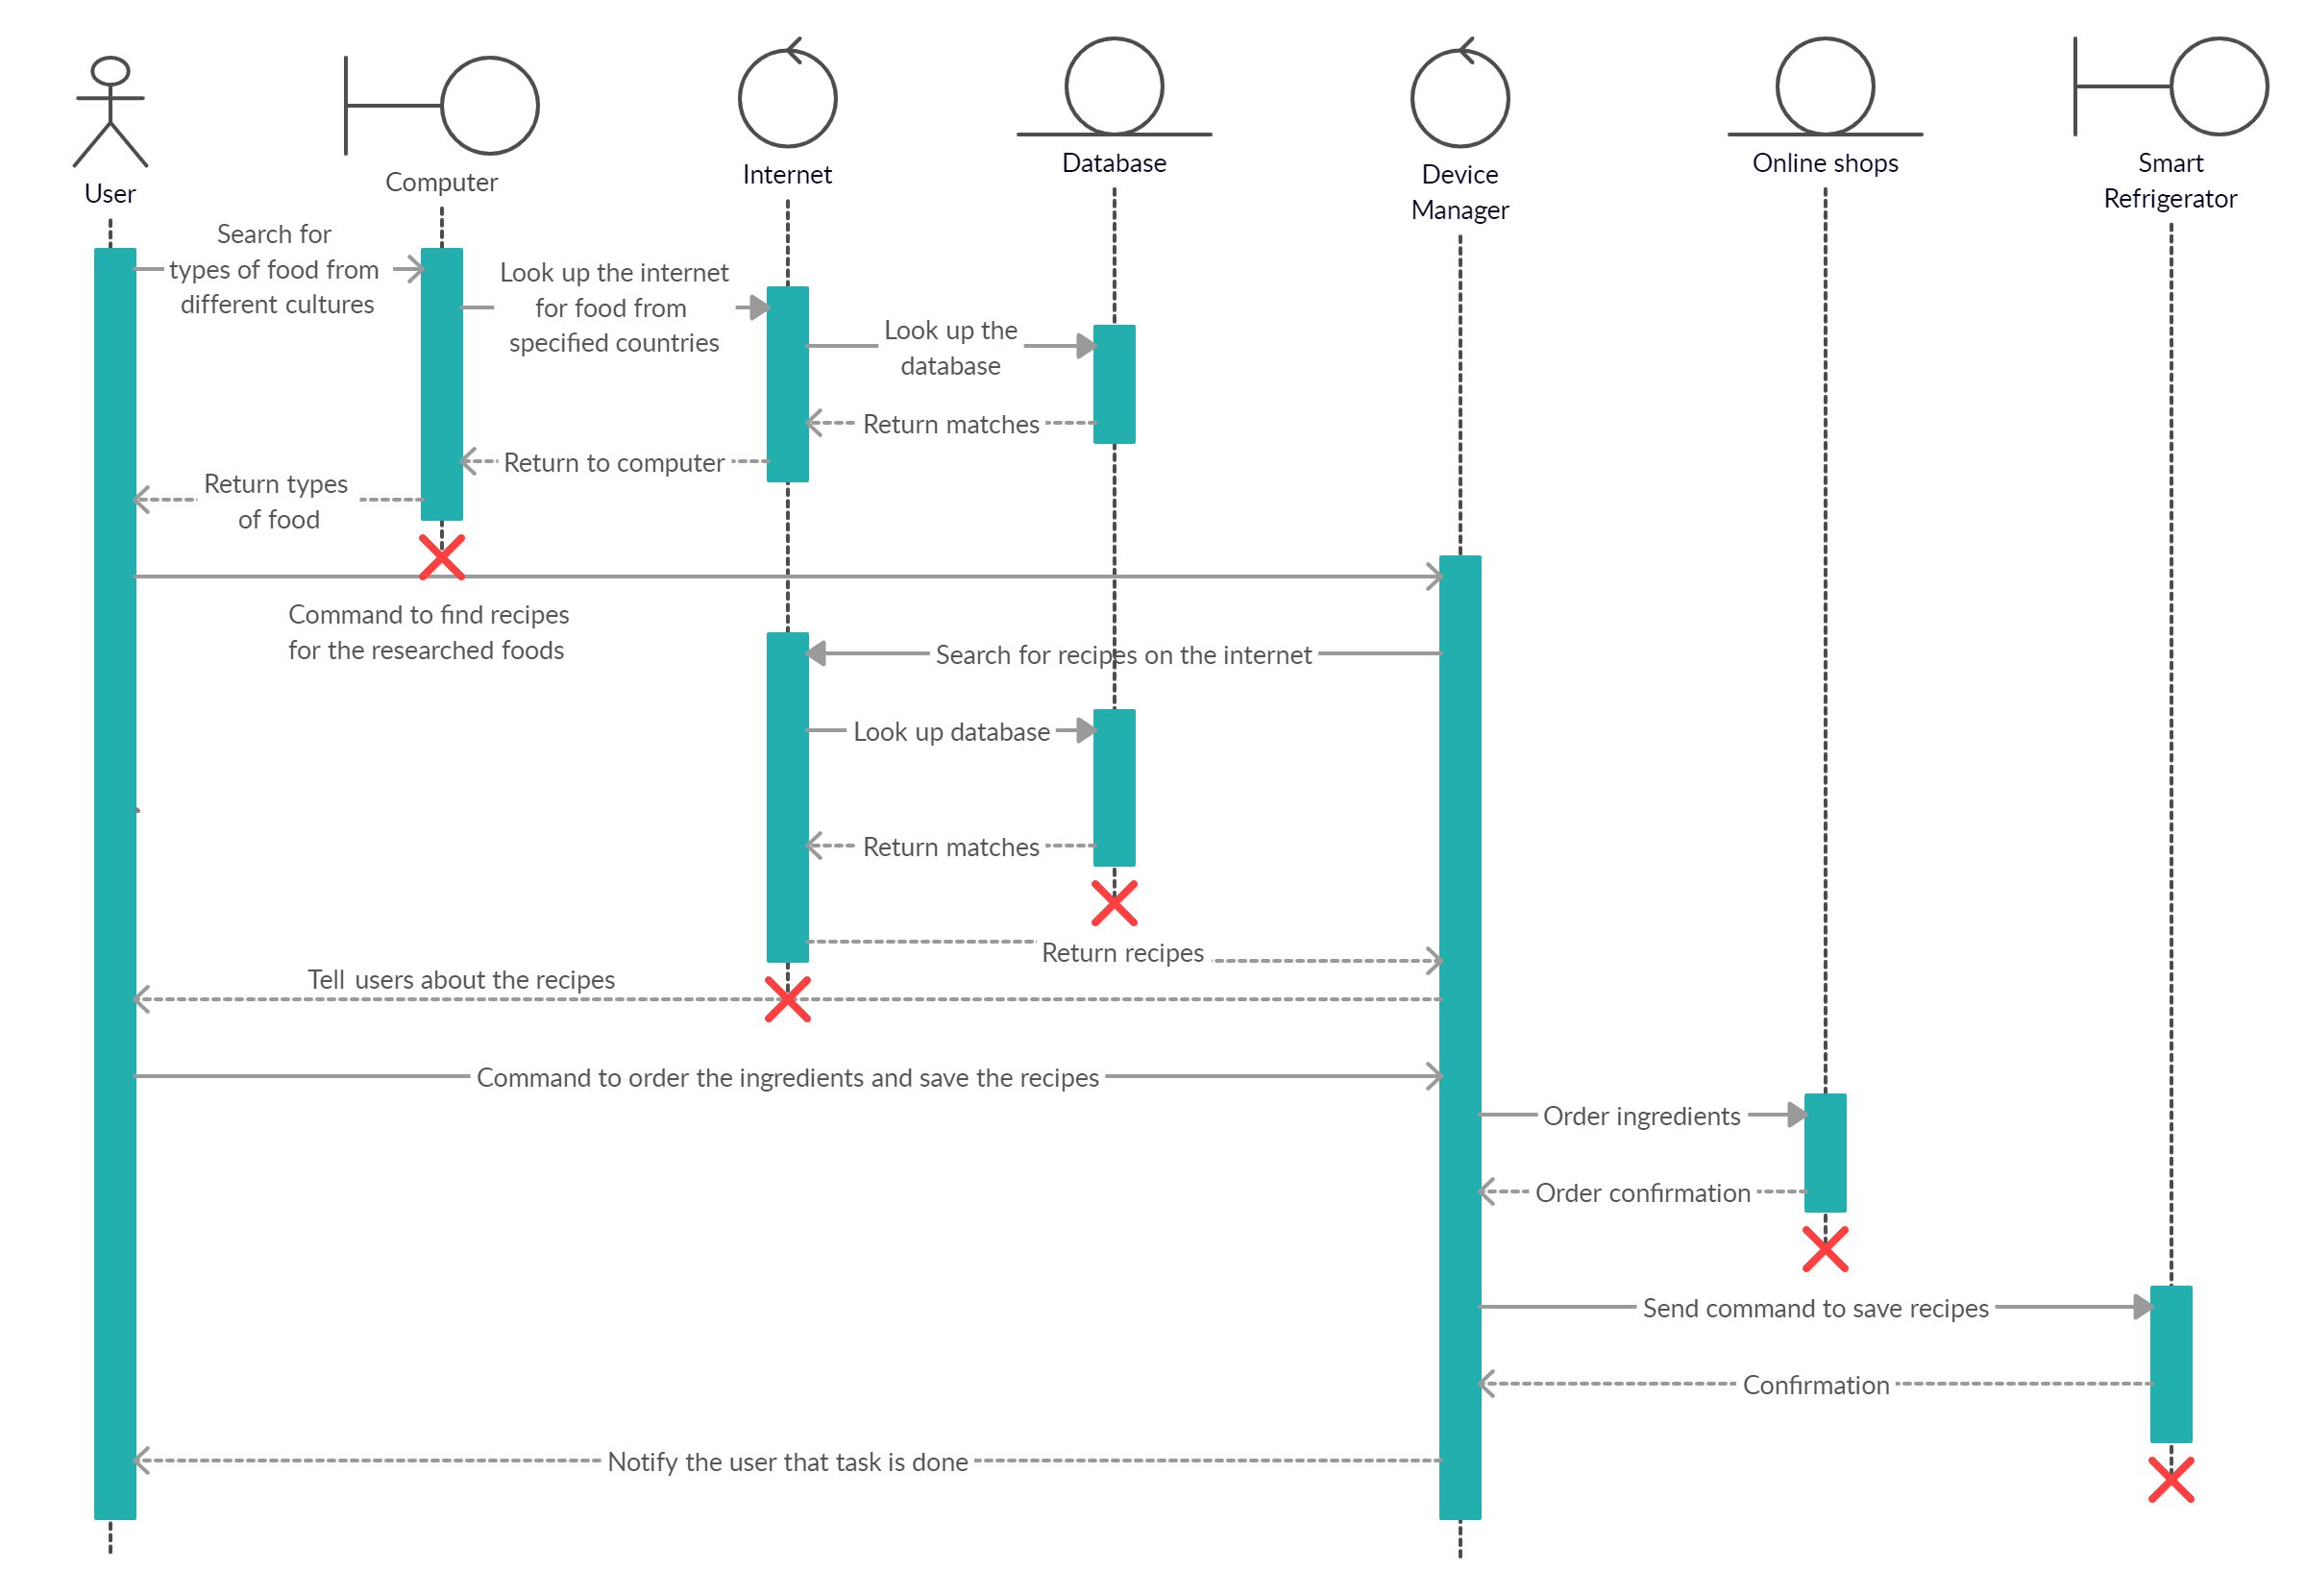 User
Computer
Internet
Database
Device
Manager
Online shops
Smart
Refrigerator
Search for
types of food from
different cultures
Look up the internet
for food from
specified countries
Look up the
database
Return matches
Return to computer
Return types
of food
Command to find recipes
for the researched foods
Search for recipes on the internet
Look up database
Return matches
Return recipes
Tell users about the recipes
Command to order the ingredients and save the recipes
Order ingredients
Order confirmation
Send command to save recipes
Confirmation
Notify the user that task is done